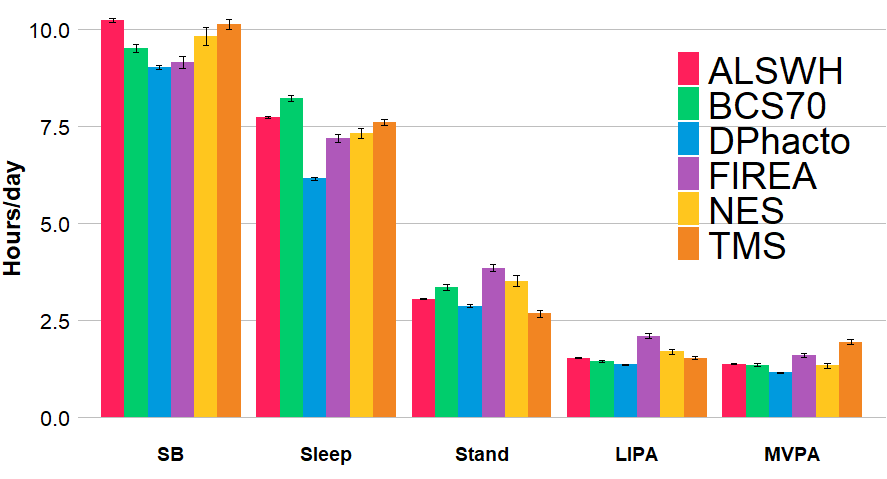 Hours/day
10.0
7.5
5.0
2.5
0.0
SB Sleep Stand LIPA MVPA
ALSWH
BCS70
DPhacto
FIREA
NES
TMS